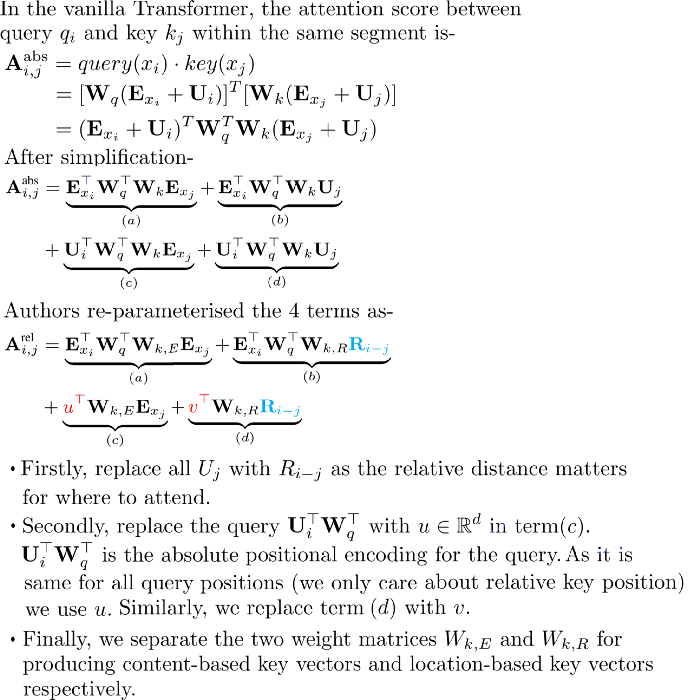 In the vanilla Transformer, the attention score between
query $q_i$ and key $k_j$ within the same segment is-
$\mathbf{A}_{i,j}^{\mathrm{abs}} = query(x_i) \cdot key(x_j)$
$= [\mathbf{W}_q(\mathbf{E}_{x_i} + \mathbf{U}_i)]^T[\mathbf{W}_k(\mathbf{E}_{x_j} + \mathbf{U}_j)]$
$= (\mathbf{E}_{x_i} + \mathbf{U}_i)^T\mathbf{W}_q^T\mathbf{W}_k(\mathbf{E}_{x_j} + \mathbf{U}_j)$
After simplification-
$\mathbf{A}_{i,j}^{\mathrm{abs}} = \underbrace{\mathbf{E}_{x_i}^\top\mathbf{W}_q^\top\mathbf{W}_k\mathbf{E}_{x_j}}_{(a)} + \underbrace{\mathbf{E}_{x_i}^\top\mathbf{W}_q^\top\mathbf{W}_k\mathbf{U}_j}_{(b)}$
$+ \underbrace{\mathbf{U}_i^\top\mathbf{W}_q^\top\mathbf{W}_k\mathbf{E}_{x_j}}_{(c)} + \underbrace{\mathbf{U}_i^\top\mathbf{W}_q^\top\mathbf{W}_k\mathbf{U}_j}_{(d)}$
Authors re-parameterised the 4 terms as-
$\mathbf{A}_{i,j}^{\mathrm{rel}} = \underbrace{\mathbf{E}_{x_i}^\top\mathbf{W}_q^\top\mathbf{W}_{k,E}\mathbf{E}_{x_j}}_{(a)} + \underbrace{\mathbf{E}_{x_i}^\top\mathbf{W}_q^\top\mathbf{W}_{k,R}\mathbf{R}_{i-j}}_{(b)}$
$+ \underbrace{u^\top\mathbf{W}_{k,E}\mathbf{E}_{x_j}}_{(c)} + \underbrace{v^\top\mathbf{W}_{k,R}\mathbf{R}_{i-j}}_{(d)}$
• Firstly, replace all $U_j$ with $R_{i-j}$ as the relative distance matters
for where to attend.
• Secondly, replace the query $\mathbf{U}_i^\top\mathbf{W}_q^\top$ with $u \in \mathbb{R}^d$ in term$(c)$.
$\mathbf{U}_i^\top\mathbf{W}_q^\top$ is the absolute positional encoding for the query. As it is
same for all query positions (we only care about relative key position)
we use $u$. Similarly, we replace term $(d)$ with $v$.
• Finally, we separate the two weight matrices $W_{k,E}$ and $W_{k,R}$ for
producing content-based key vectors and location-based key vectors
respectively.